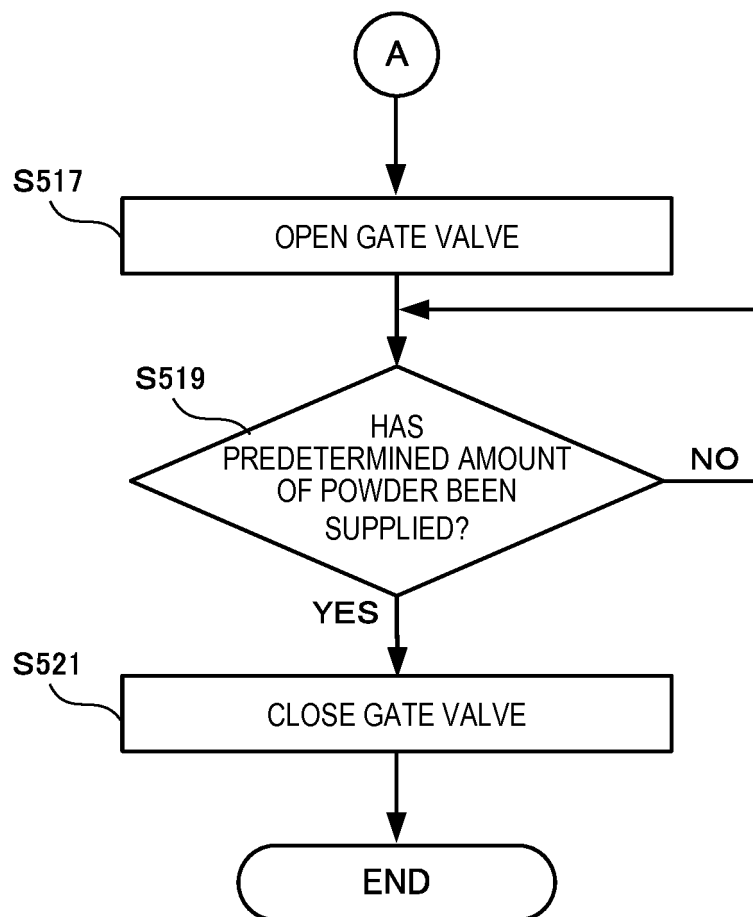 A
S517
OPEN GATE VALVE
S519
HAS
PREDETERMINED AMOUNT
OF POWDER BEEN
SUPPLIED?
NO
YES
S521
CLOSE GATE VALVE
END